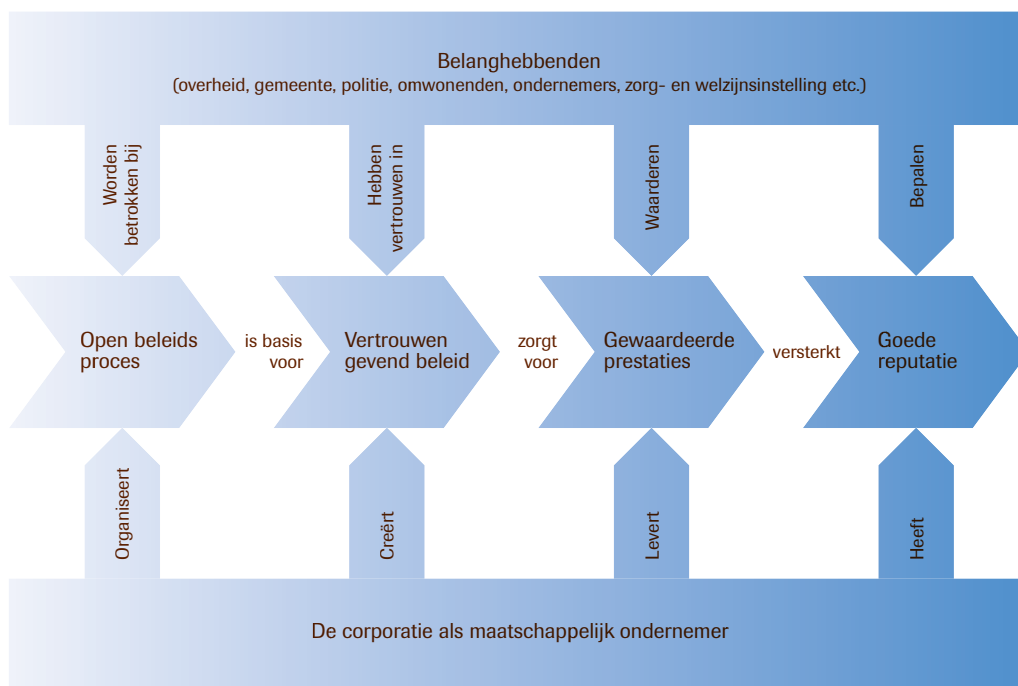 Belanghebbenden
(overheid, gemeente, politie, omwonenden, ondernemers, zorg- en welzijnsinstelling etc.)
Worden
betrokken bij
Hebben
vertrouwen in
Waarderen
Bepalen
Open beleids
proces
is basis
voor
Vertrouwen
gevend beleid
zorgt
voor
Gewaardeerde
prestaties
versterkt
Goede
reputatie
Organiseert
Creërt
Levert
Heeft
De corporatie als maatschappelijk ondernemer